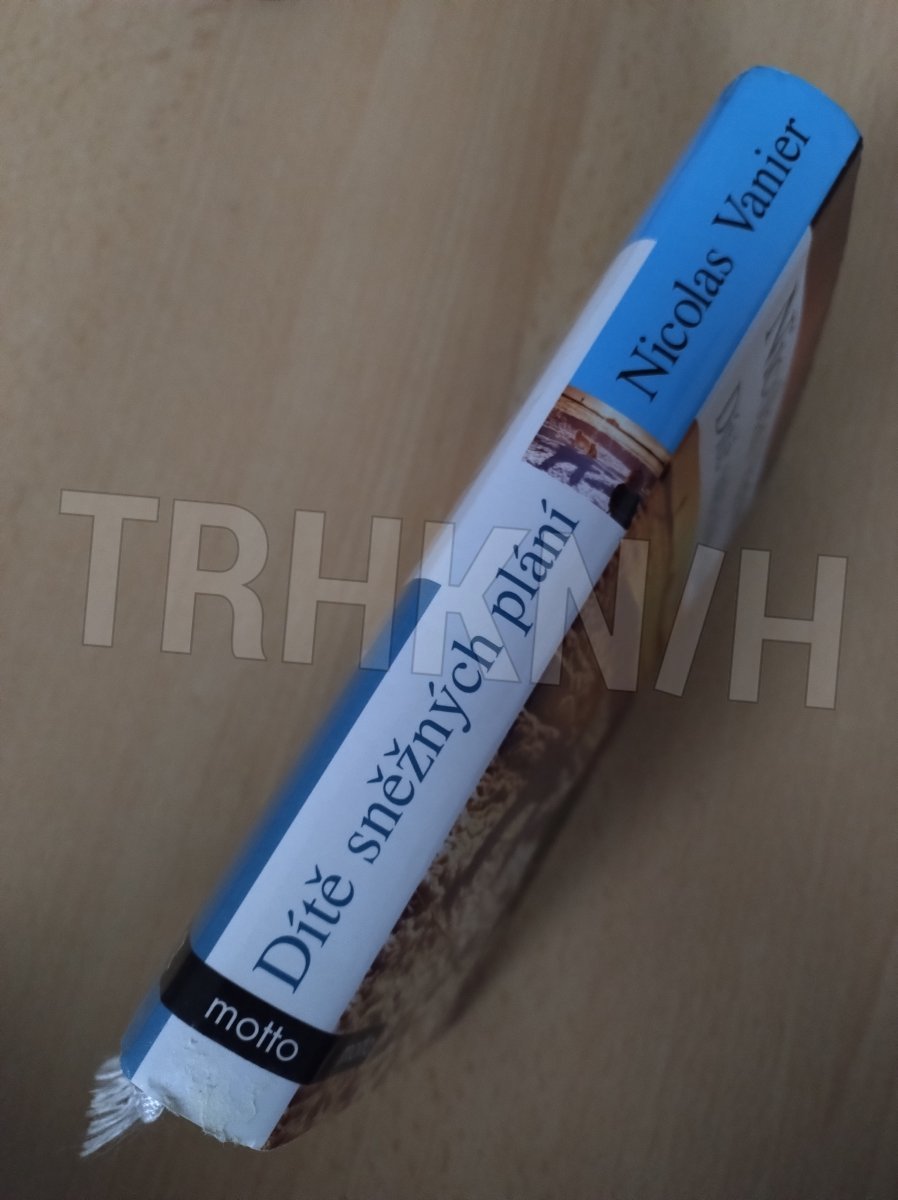 Nicolas Vanier
Dítě sněžných plání
motto
TRHKNIH